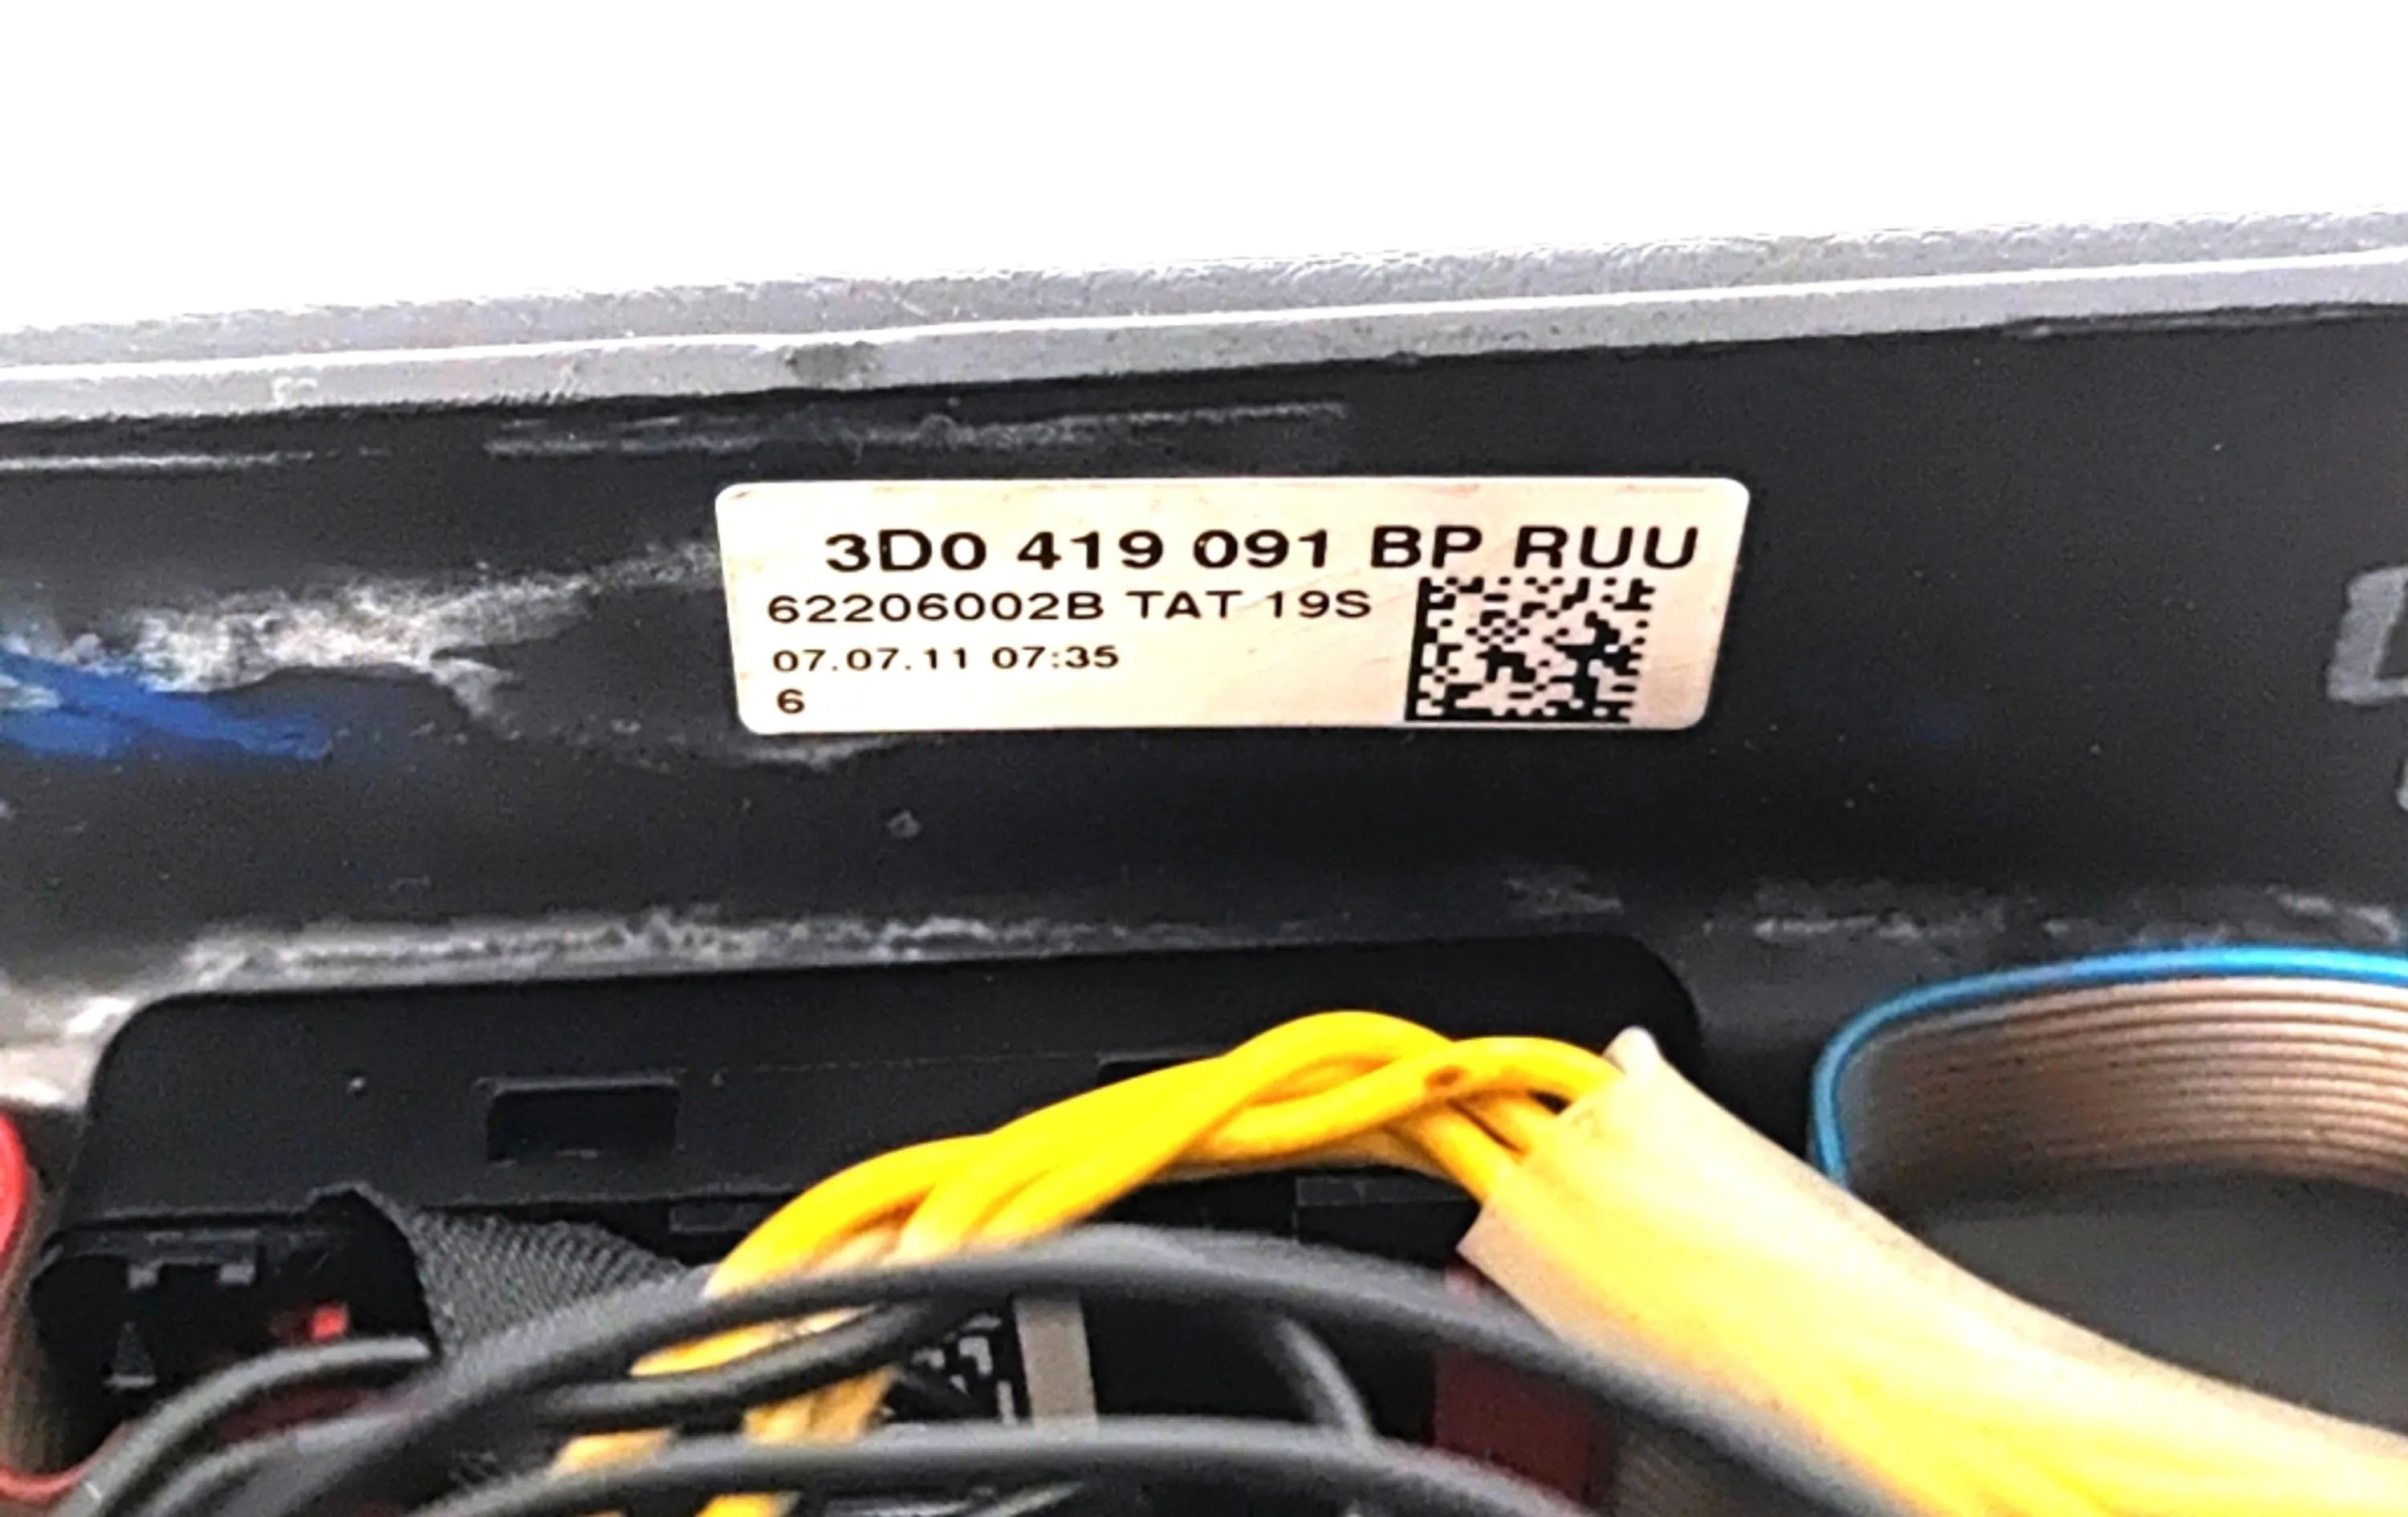 3D0 419 091 BP RUU
62206002B TAT 19S
07.07.11 07:35
6